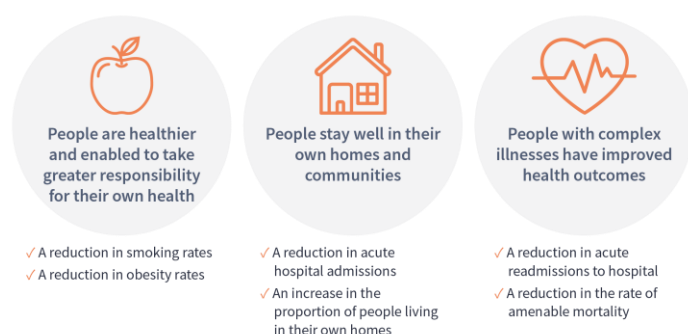 People are healthier
and enabled to take
greater responsibility
for their own health
✓ A reduction in smoking rates
✓ A reduction in obesity rates
People stay well in their
own homes and
communities
✓ A reduction in acute
hospital admissions
✓ An increase in the
proportion of people living
in their own homes
People with complex
illnesses have improved
health outcomes
✓ A reduction in acute
readmissions to hospital
✓ A reduction in the rate of
amenable mortality